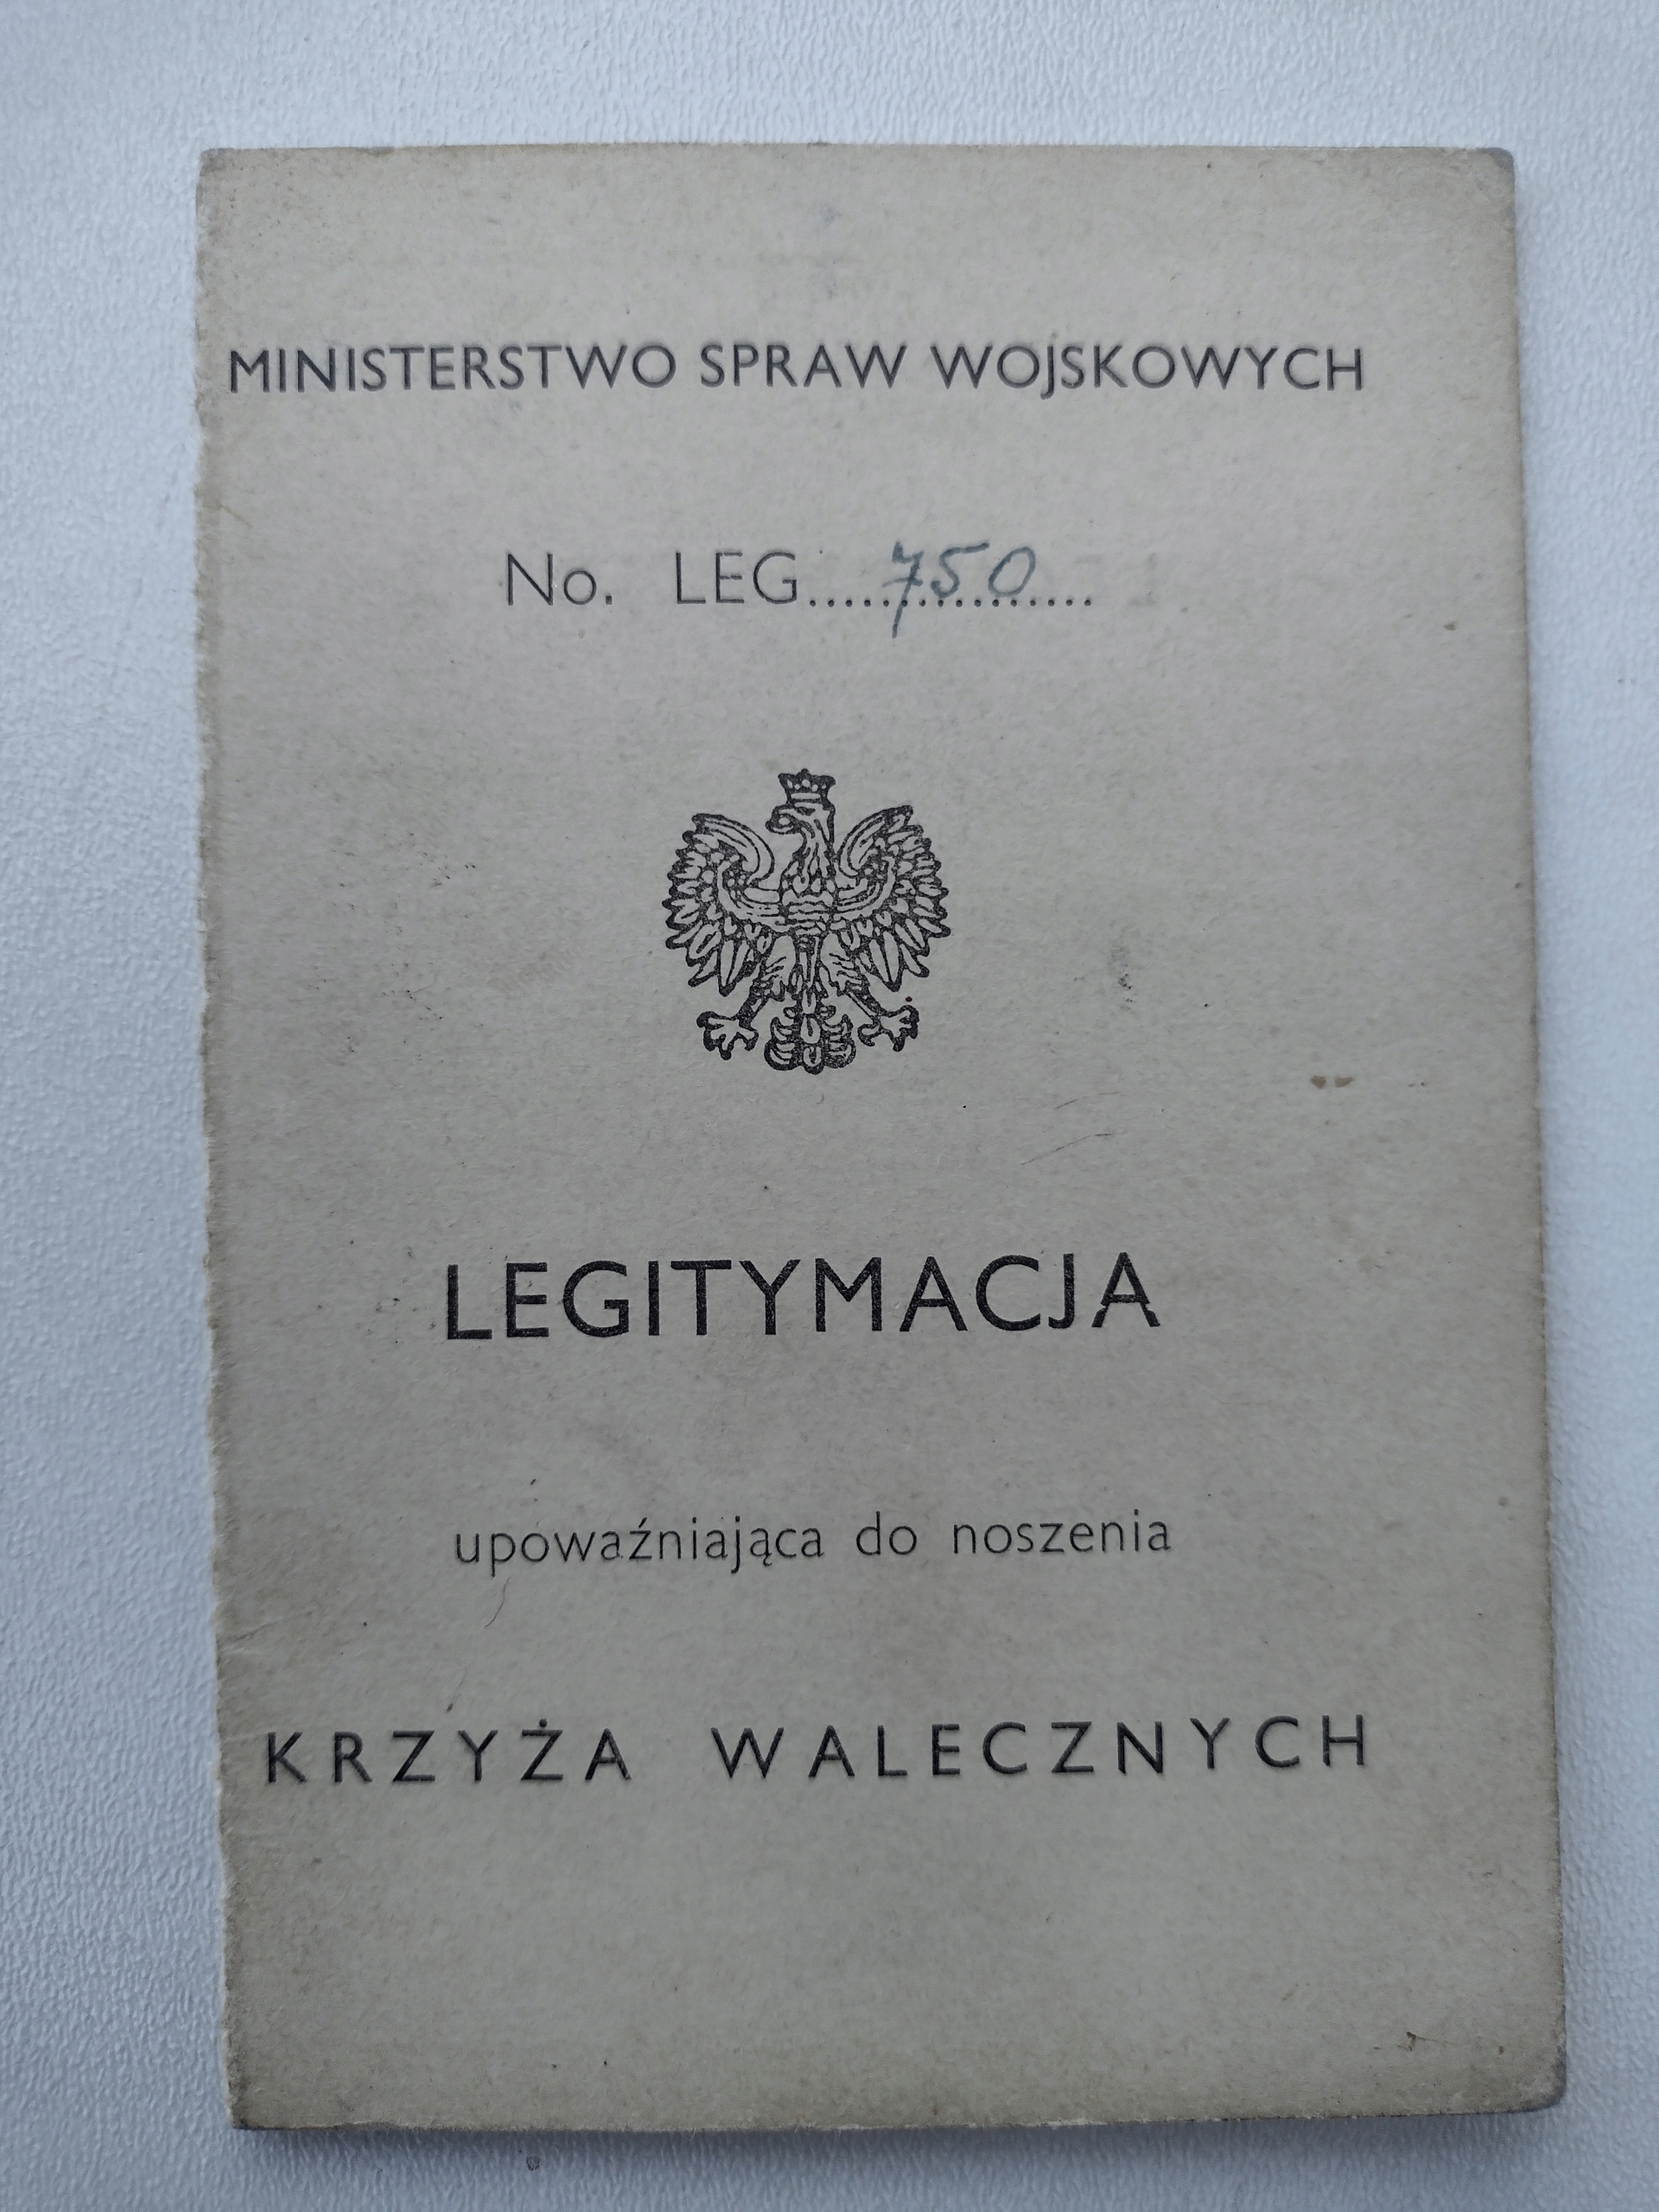 MINISTERSTWO SPRAW WOJSKOWYCH
No. LEG....750....
LEGITYMACJA
upoważniająca do noszenia
KRZYŻA WALECZNYCH